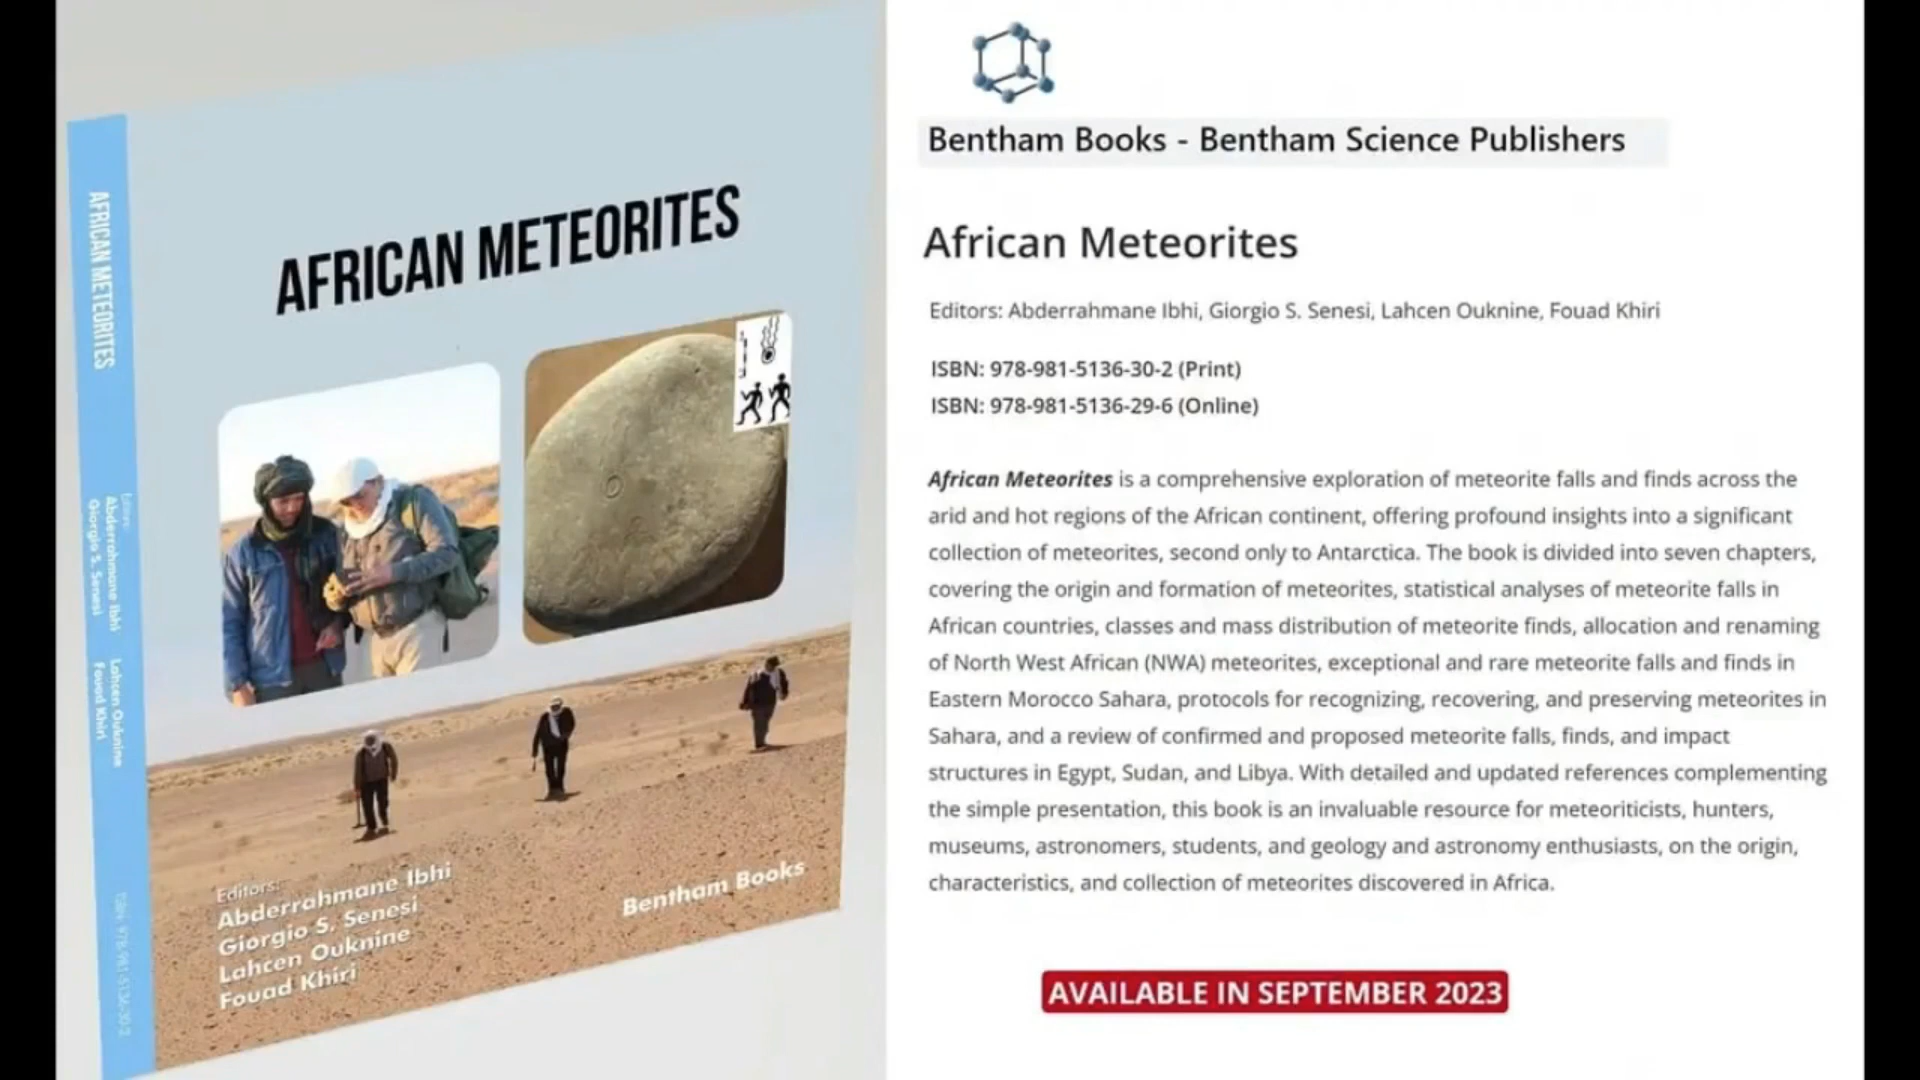 AFRICAN METEORITES
Editors:
Abderrahmane Ibhi
Giorgio S. Senesi
Lahcen Ouknine
Fouad Khiri
ISBN: 978-981-5136-30-2
AFRICAN METEORITES
Editors:
Abderrahmane Ibhi
Giorgio S. Senesi
Lahcen Ouknine
Fouad Khiri
Bentham Books
Bentham Books - Bentham Science Publishers
African Meteorites
Editors: Abderrahmane Ibhi, Giorgio S. Senesi, Lahcen Ouknine, Fouad Khiri
ISBN: 978-981-5136-30-2 (Print)
ISBN: 978-981-5136-29-6 (Online)
African Meteorites is a comprehensive exploration of meteorite falls and finds across the
arid and hot regions of the African continent, offering profound insights into a significant
collection of meteorites, second only to Antarctica. The book is divided into seven chapters,
covering the origin and formation of meteorites, statistical analyses of meteorite falls in
African countries, classes and mass distribution of meteorite finds, allocation and renaming
of North West African (NWA) meteorites, exceptional and rare meteorite falls and finds in
Eastern Morocco Sahara, protocols for recognizing, recovering, and preserving meteorites in
Sahara, and a review of confirmed and proposed meteorite falls, finds, and impact
structures in Egypt, Sudan, and Libya. With detailed and updated references complementing
the simple presentation, this book is an invaluable resource for meteoriticists, hunters,
museums, astronomers, students, and geology and astronomy enthusiasts, on the origin,
characteristics, and collection of meteorites discovered in Africa.
AVAILABLE IN SEPTEMBER 2023